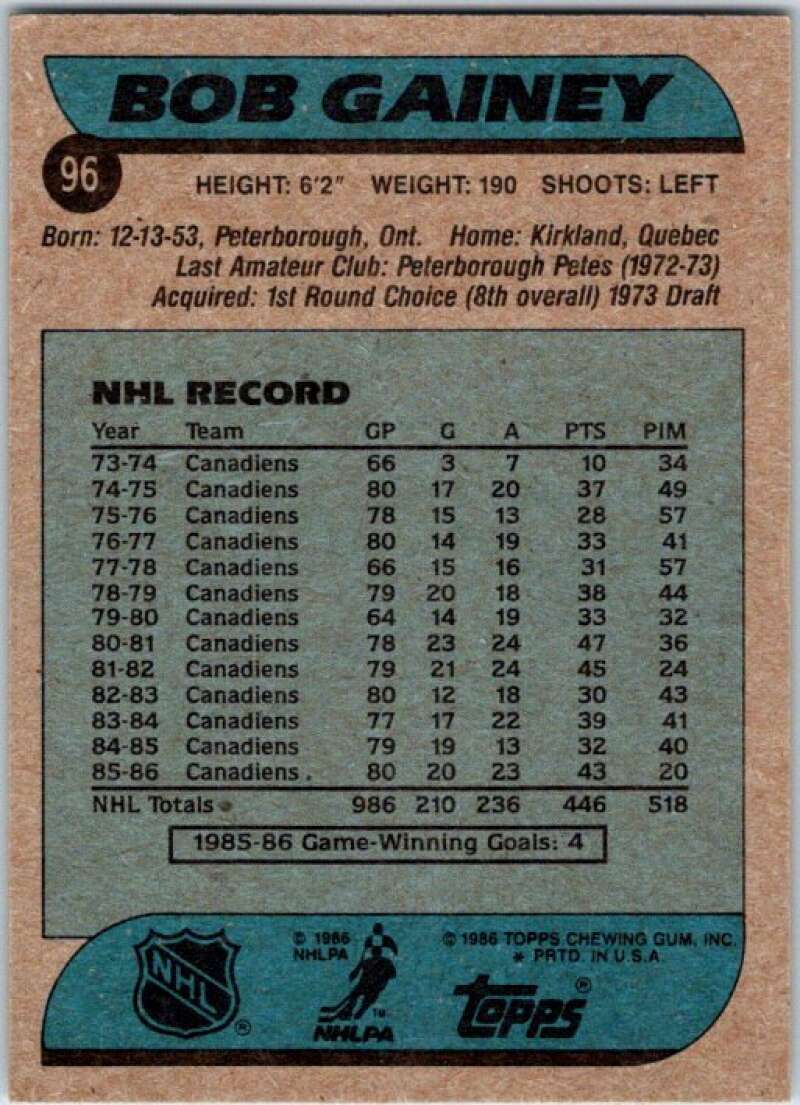 BOB GAINEY
96
HEIGHT: 6'2" WEIGHT: 190 SHOOTS: LEFT
Born: 12-13-53, Peterborough, Ont. Home: Kirkland, Quebec
Last Amateur Club: Peterborough Petes (1972-73)
Acquired: 1st Round Choice (8th overall) 1973 Draft
NHL RECORD
Year Team GP G A PTS PIM
73-74 Canadiens 66 3 7 10 34
74-75 Canadiens 80 17 20 37 49
75-76 Canadiens 78 15 13 28 57
76-77 Canadiens 80 14 19 33 41
77-78 Canadiens 66 15 16 31 57
78-79 Canadiens 79 20 18 38 44
79-80 Canadiens 64 14 19 33 32
80-81 Canadiens 78 23 24 47 36
81-82 Canadiens 79 21 24 45 24
82-83 Canadiens 80 12 18 30 43
83-84 Canadiens 77 17 22 39 41
84-85 Canadiens 79 19 13 32 40
85-86 Canadiens 80 20 23 43 20
NHL Totals 986 210 236 446 518
1985-86 Game-Winning Goals: 4
NHL ®
© 1986
NHLPA
TM
NHLPA
© 1986 TOPPS CHEWING GUM, INC.
* PRTD. IN U.S.A.
TOPPS ®